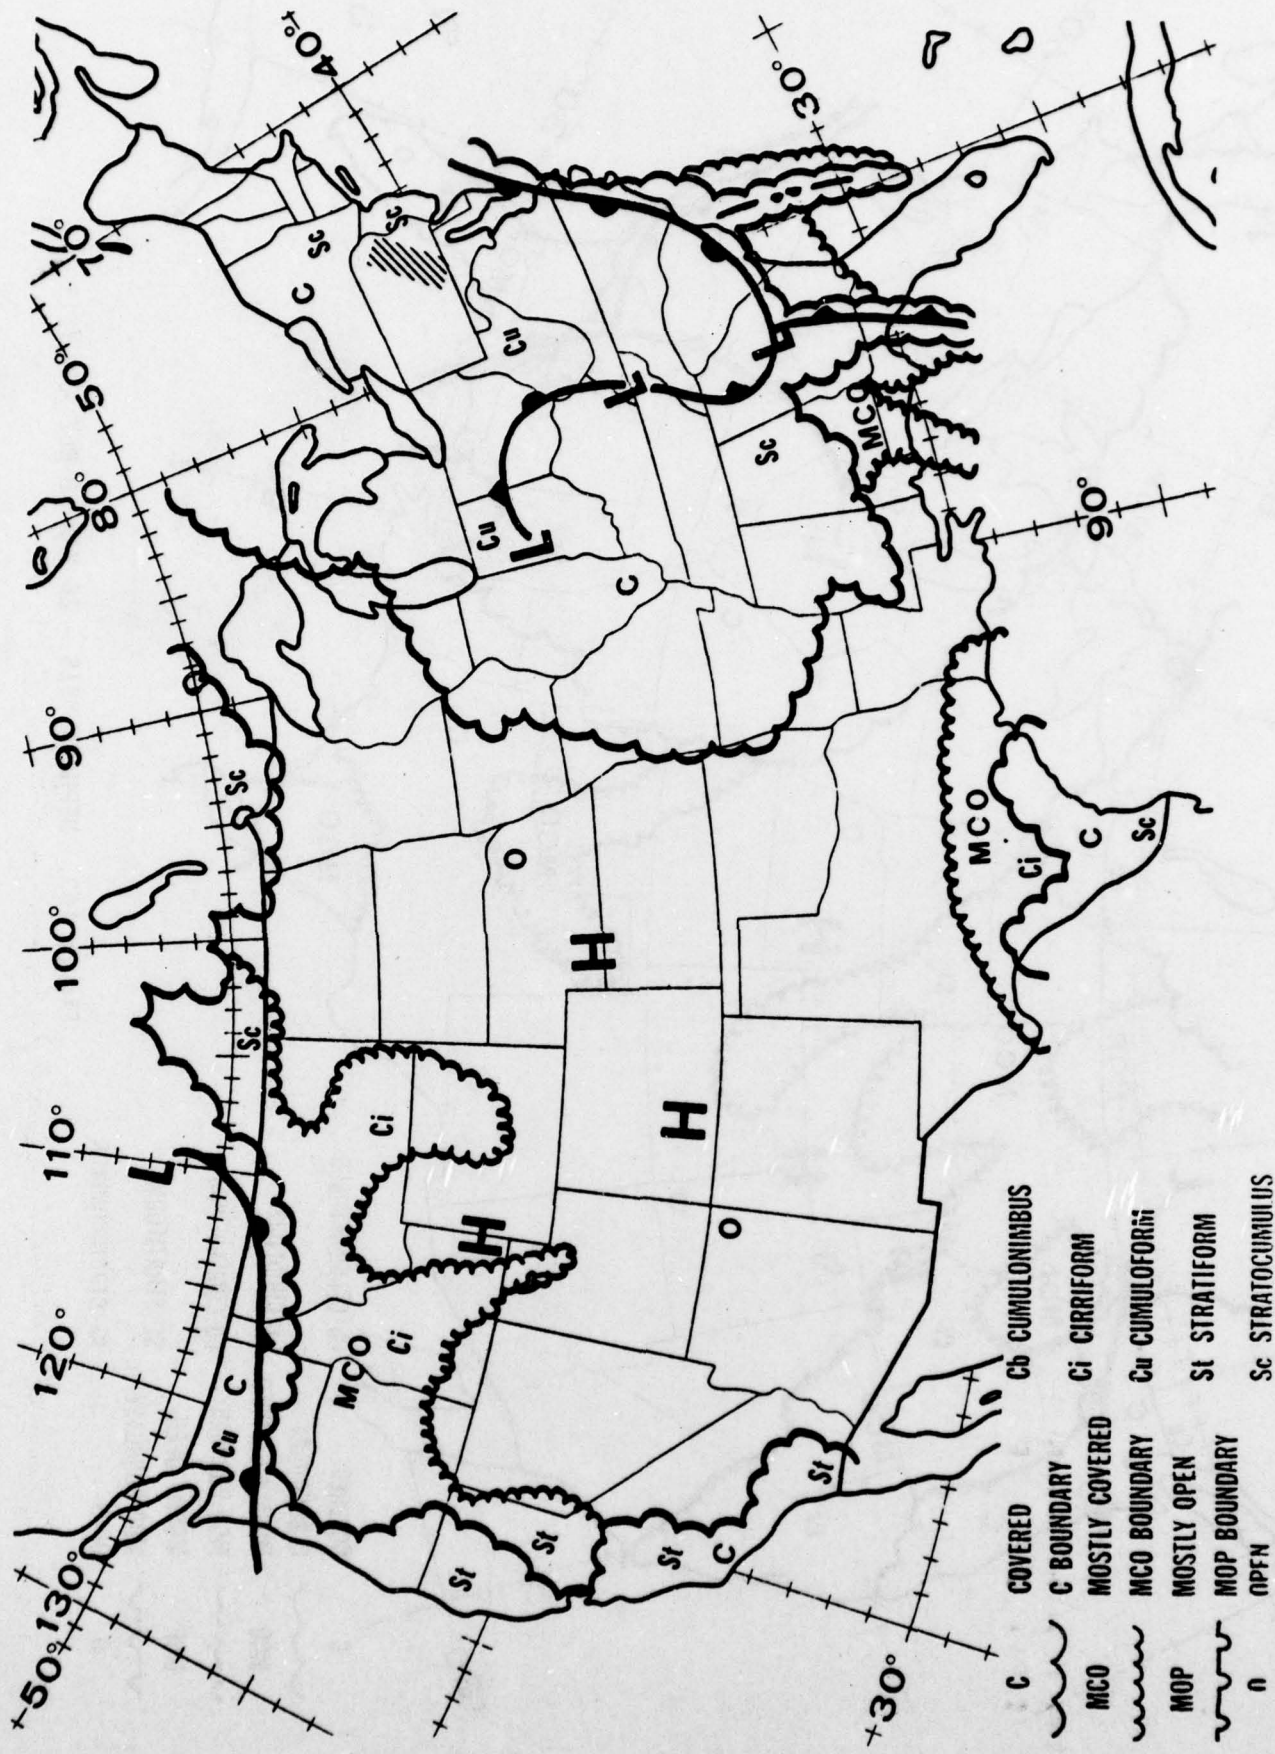 50°
130°
120°
110°
100°
90°
80°
50°
70°
40°
L
Cu
C
Sc
Sc
C
Sc
Sc
MCO
Ci
Ci
H
Cu
L
Cu
St
St
O
H
C
L
St
C
H
O
Sc
L
St
MCO
MCO
Ci
C
Sc
30°
30°
90°
C COVERED
C BOUNDARY
MCO MOSTLY COVERED
MCO BOUNDARY
MOP MOSTLY OPEN
MOP BOUNDARY
O OPEN
Cb CUMULONIMBUS
Ci CIRRIFORM
Cu CUMULOFORM
St STRATIFORM
Sc STRATOCUMULUS